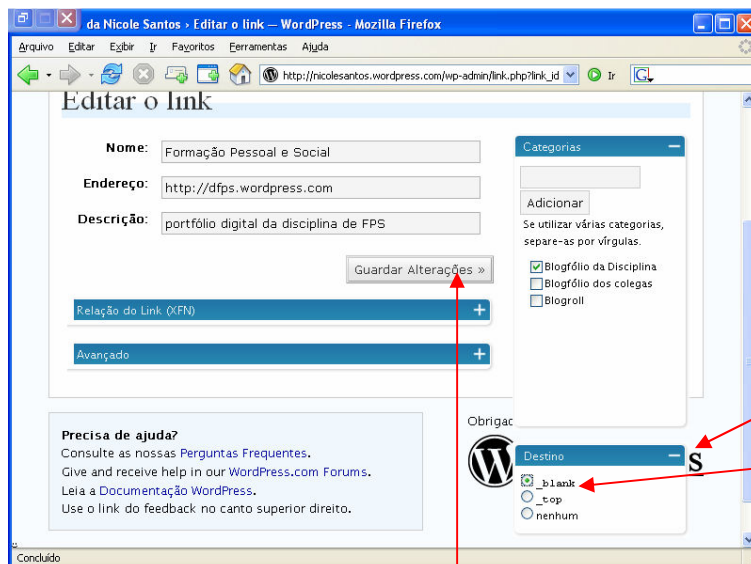 da Nicole Santos › Editar o link — WordPress - Mozilla Firefox
Arquivo Editar Exibir Ir Favoritos Ferramentas Ajuda
http://nicolesantos.wordpress.com/wp-admin/link.php?link_id
Ir
G
Editar o link
Nome: Formação Pessoal e Social
Endereço: http://dfps.wordpress.com
Descrição: portfólio digital da disciplina de FPS
Guardar Alterações »
Relação do Link (XFN)
Avançado
Categorias
Adicionar
Se utilizar várias categorias,
separe-as por vírgulas.
Blogfólio da Disciplina
Blogfólio dos colegas
Blogroll
Precisa de ajuda?
Consulte as nossas Perguntas Frequentes.
Give and receive help in our WordPress.com Forums.
Leia a Documentação WordPress.
Use o link do feedback no canto superior direito.
Obrigad
W
S
Destino
_blank
_top
nenhum
Concluído